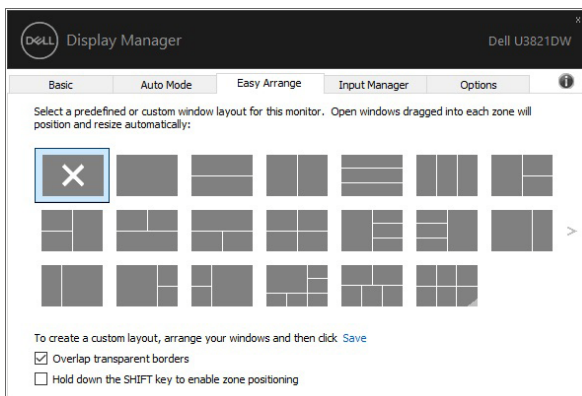 x
DELL Display Manager
Dell U3821DW
Basic
Auto Mode
Easy Arrange
Input Manager
Options
i
Select a predefined or custom window layout for this monitor. Open windows dragged into each zone will
position and resize automatically:
>
To create a custom layout, arrange your windows and then click Save
Overlap transparent borders
Hold down the SHIFT key to enable zone positioning